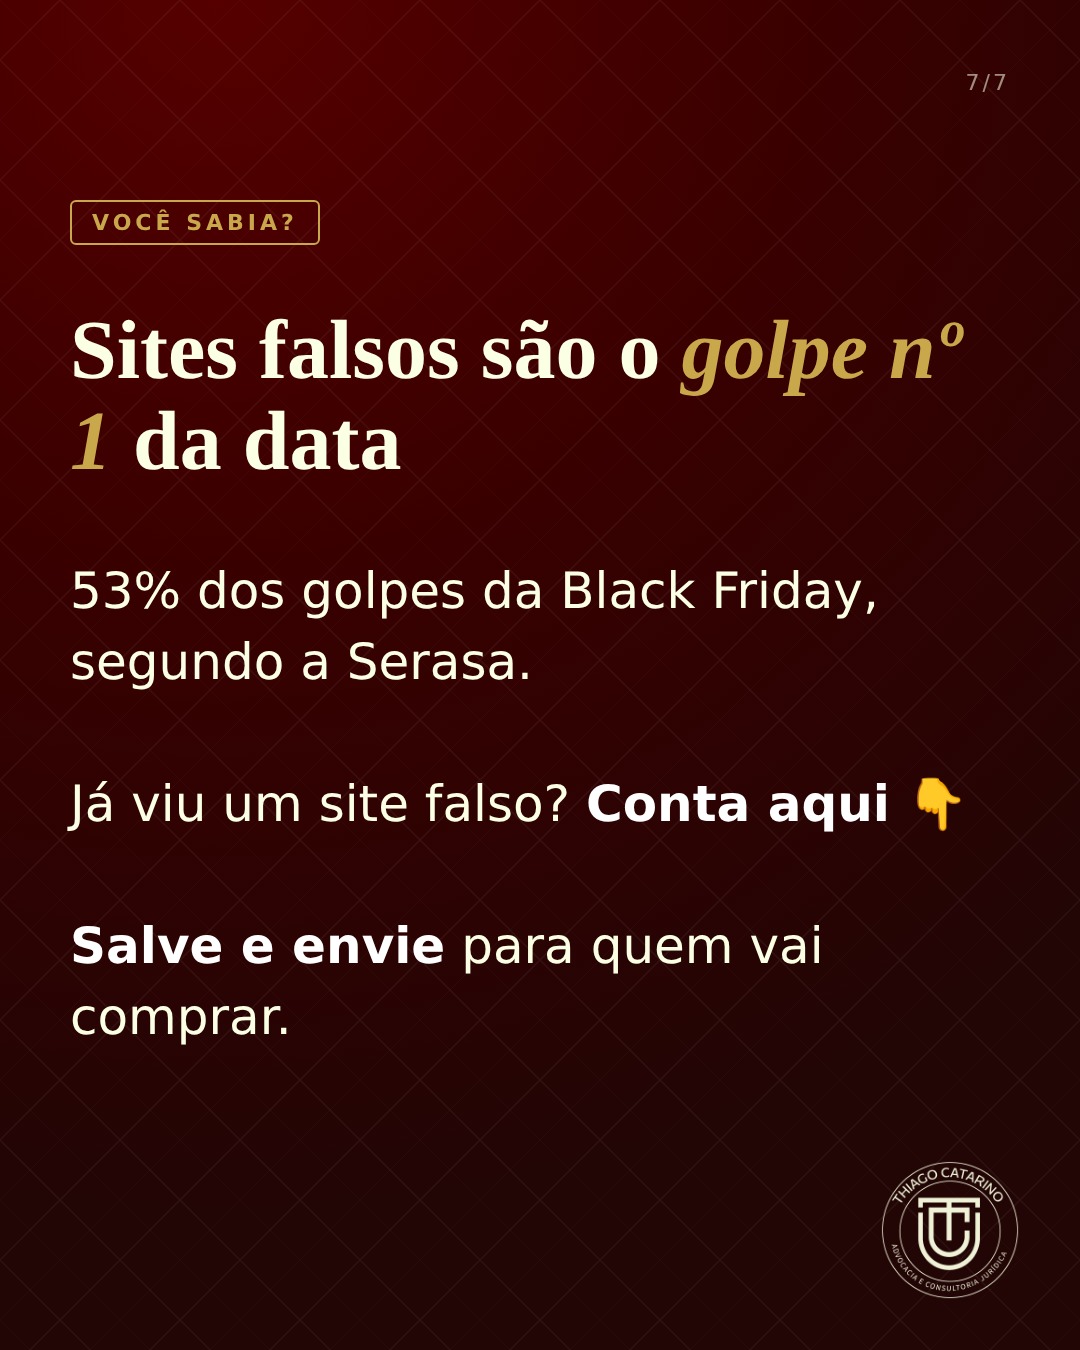 7/7
VOCÊ SABIA?
Sites falsos são o golpe nº
1 da data
53% dos golpes da Black Friday,
segundo a Serasa.
Já viu um site falso? Conta aqui 👇
Salve e envie para quem vai
comprar.
THIAGO CATARINO
ADVOCACIA E CONSULTORIA JURÍDICA